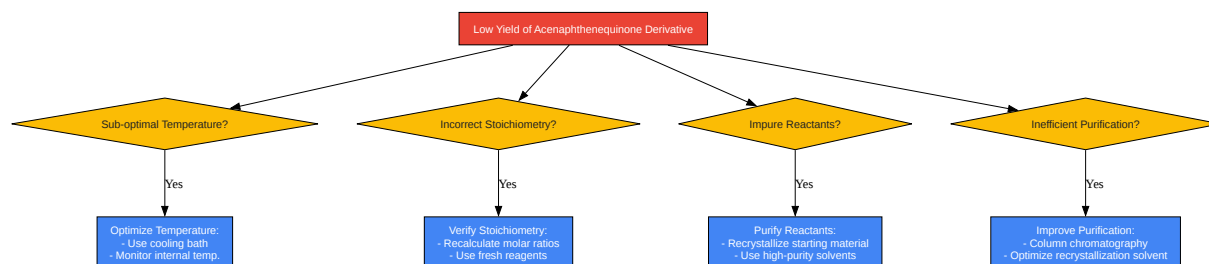 Low Yield of Acenaphthenequinone Derivative
Sub-optimal Temperature?
Incorrect Stoichiometry?
Impure Reactants?
Inefficient Purification?
Yes
Yes
Yes
Yes
Optimize Temperature:
- Use cooling bath
- Monitor internal temp.
Verify Stoichiometry:
- Recalculate molar ratios
- Use fresh reagents
Purify Reactants:
- Recrystallize starting material
- Use high-purity solvents
Improve Purification:
- Column chromatography
- Optimize recrystallization solvent